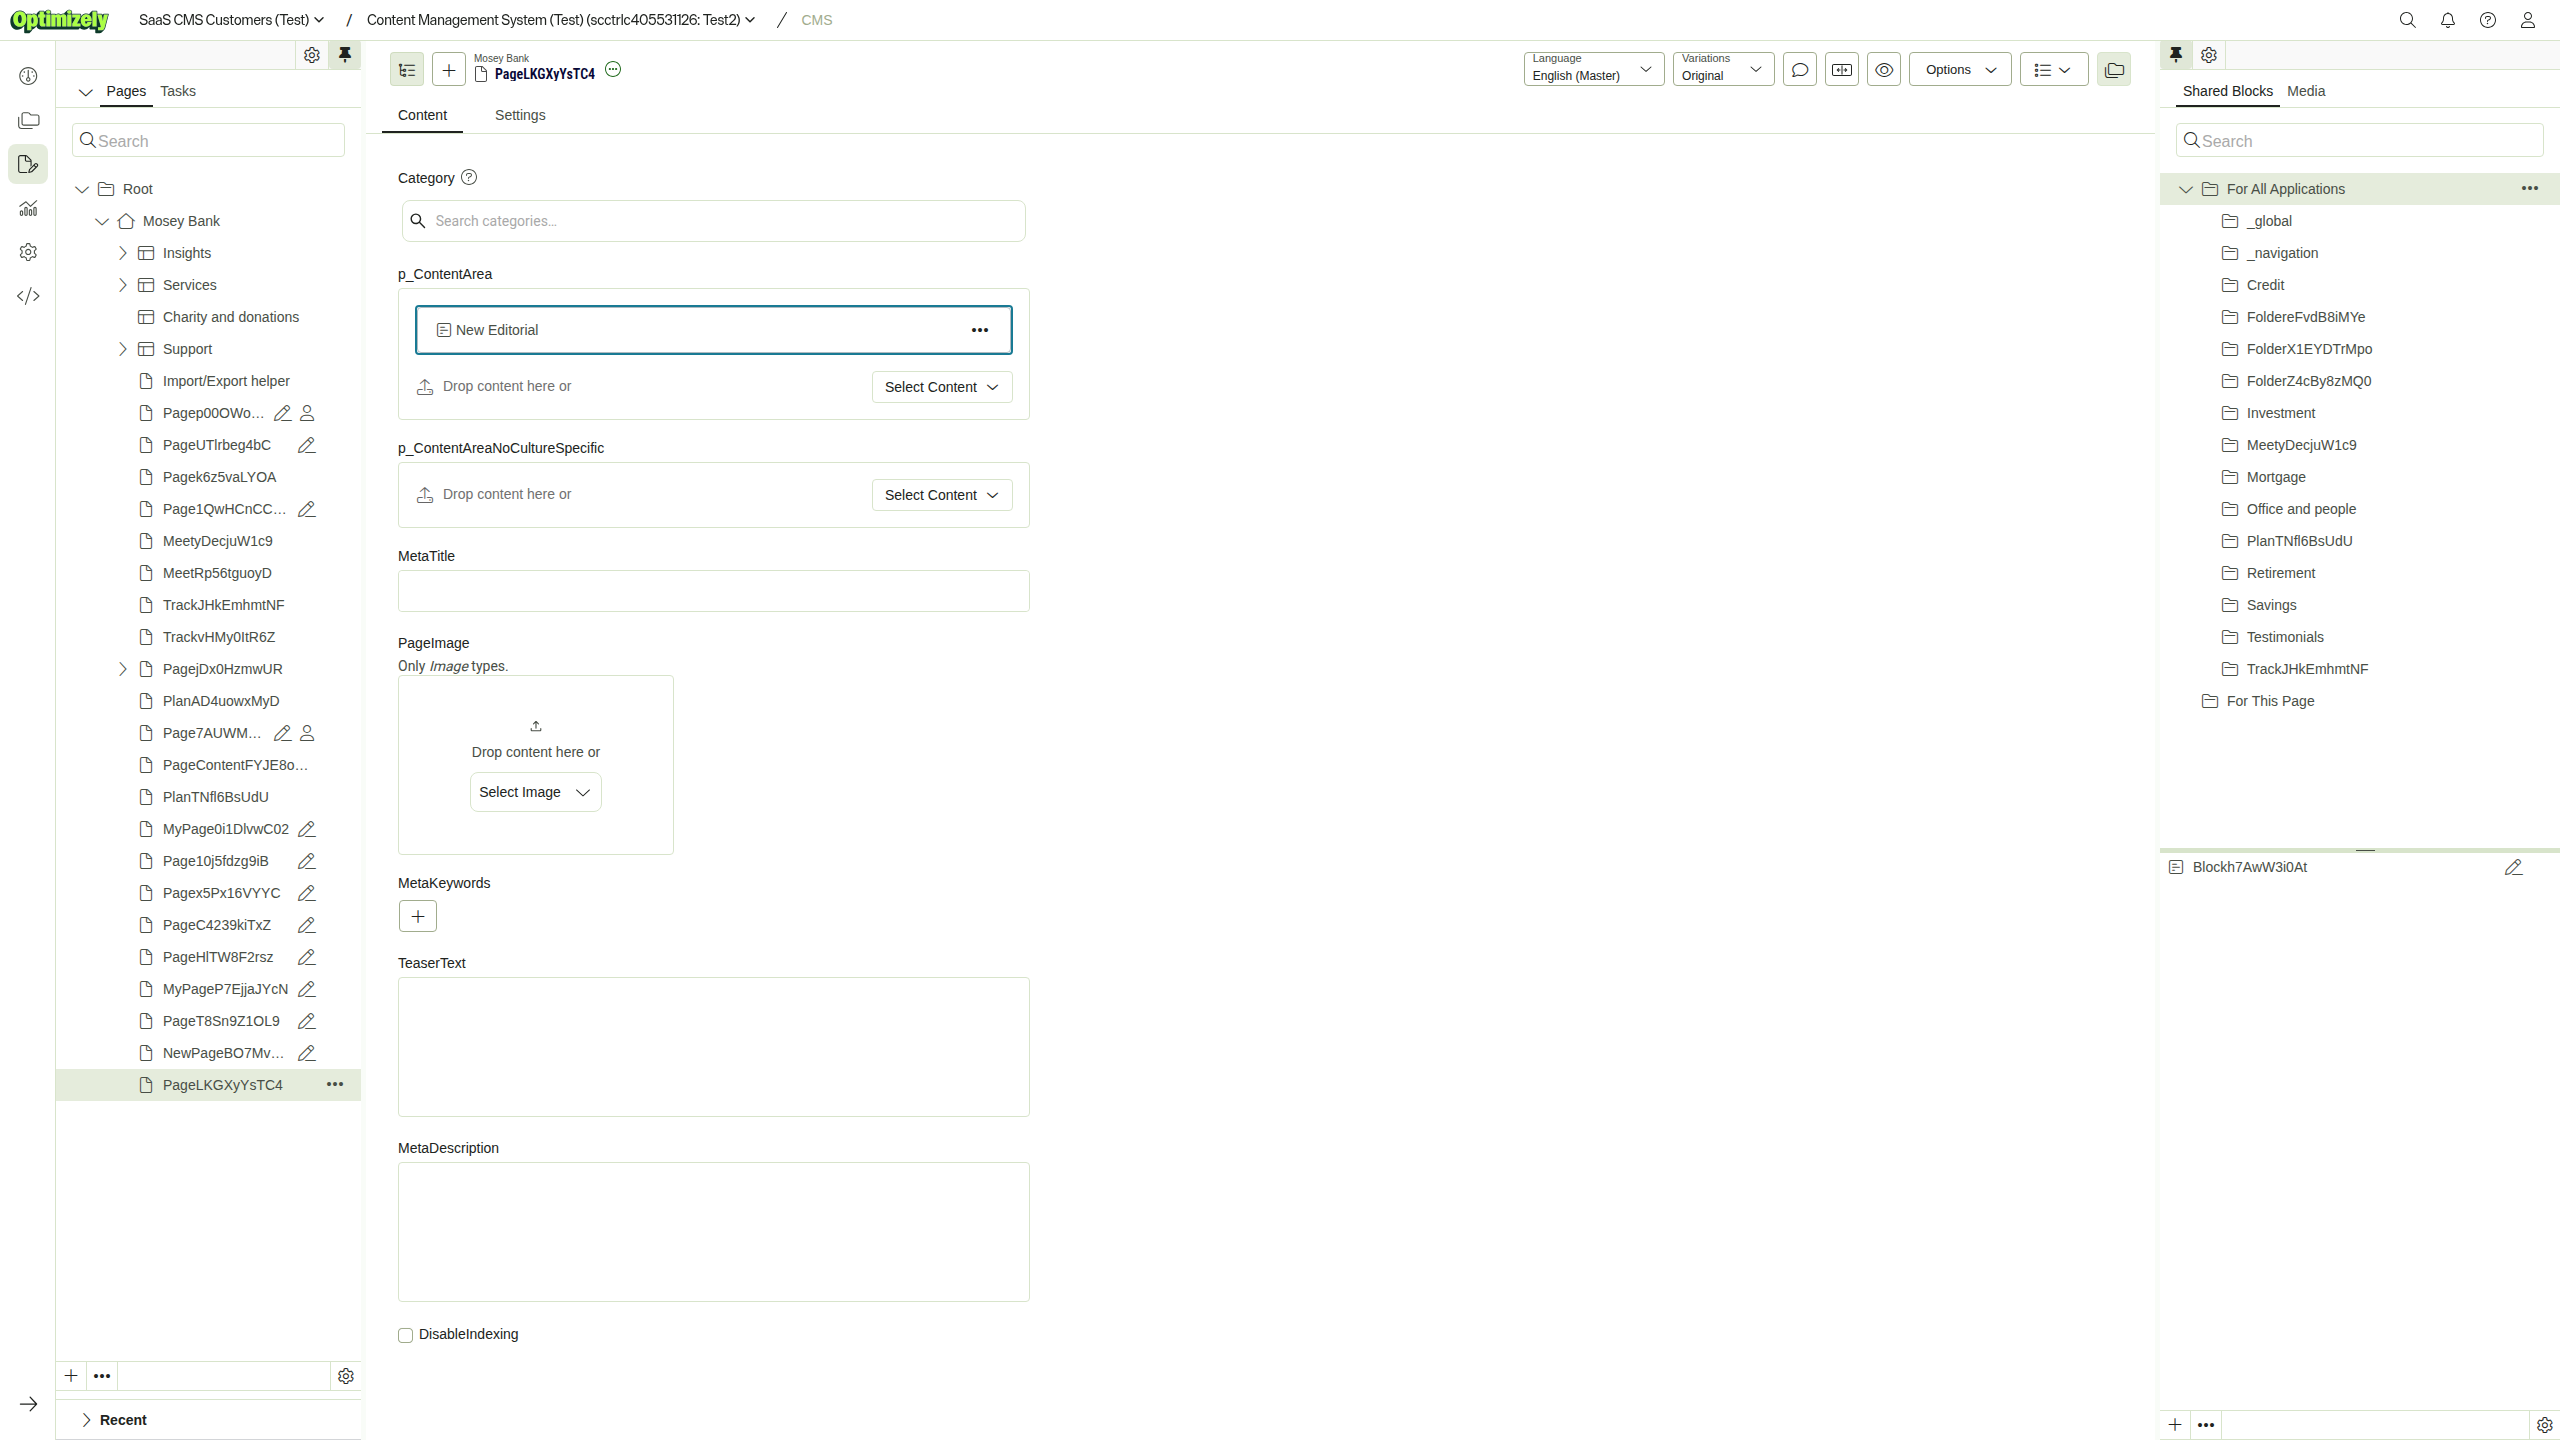 Optimizely
SaaS CMS Customers (Test) / Content Management System (Test) (scctrlc405531126: Test2) / CMS
Pages Tasks
Search
Root
Mosey Bank
Insights
Services
Charity and donations
Support
Import/Export helper
Pagep00OWo...
PageUTlrbeg4bC
Pagek6z5vaLYOA
Page1QwHCnCC...
MeetyDecjuW1c9
MeetRp56tguoyD
TrackJHkEmhmtNF
TrackvHMy0ItR6Z
PagejDx0HzmwUR
PlanAD4uowxMyD
Page7AUWM...
PageContentFYJE8o...
PlanTNfl6BsUdU
MyPage0i1DlvwC02
Page10j5fdzg9iB
Pagex5Px16VYYC
PageC4239kiTxZ
PageHlTW8F2rsz
MyPageP7EjjaJYcN
PageT8Sn9Z1OL9
NewPageBO7Mv...
PageLKGXyYsTC4
Recent
Mosey Bank
PageLKGXyYsTC4
Language
English (Master)
Variations
Original
Options
Content Settings
Category
Search categories...
p_ContentArea
New Editorial
Drop content here or
Select Content
p_ContentAreaNoCultureSpecific
Drop content here or
Select Content
MetaTitle
PageImage
Only Image types.
Drop content here or
Select Image
MetaKeywords
TeaserText
MetaDescription
DisableIndexing
Shared Blocks Media
Search
For All Applications
_global
_navigation
Credit
FoldereFvdB8iMYe
FolderX1EYDTrMpo
FolderZ4cBy8zMQ0
Investment
MeetyDecjuW1c9
Mortgage
Office and people
PlanTNfl6BsUdU
Retirement
Savings
Testimonials
TrackJHkEmhmtNF
For This Page
Blockh7AwW3i0At